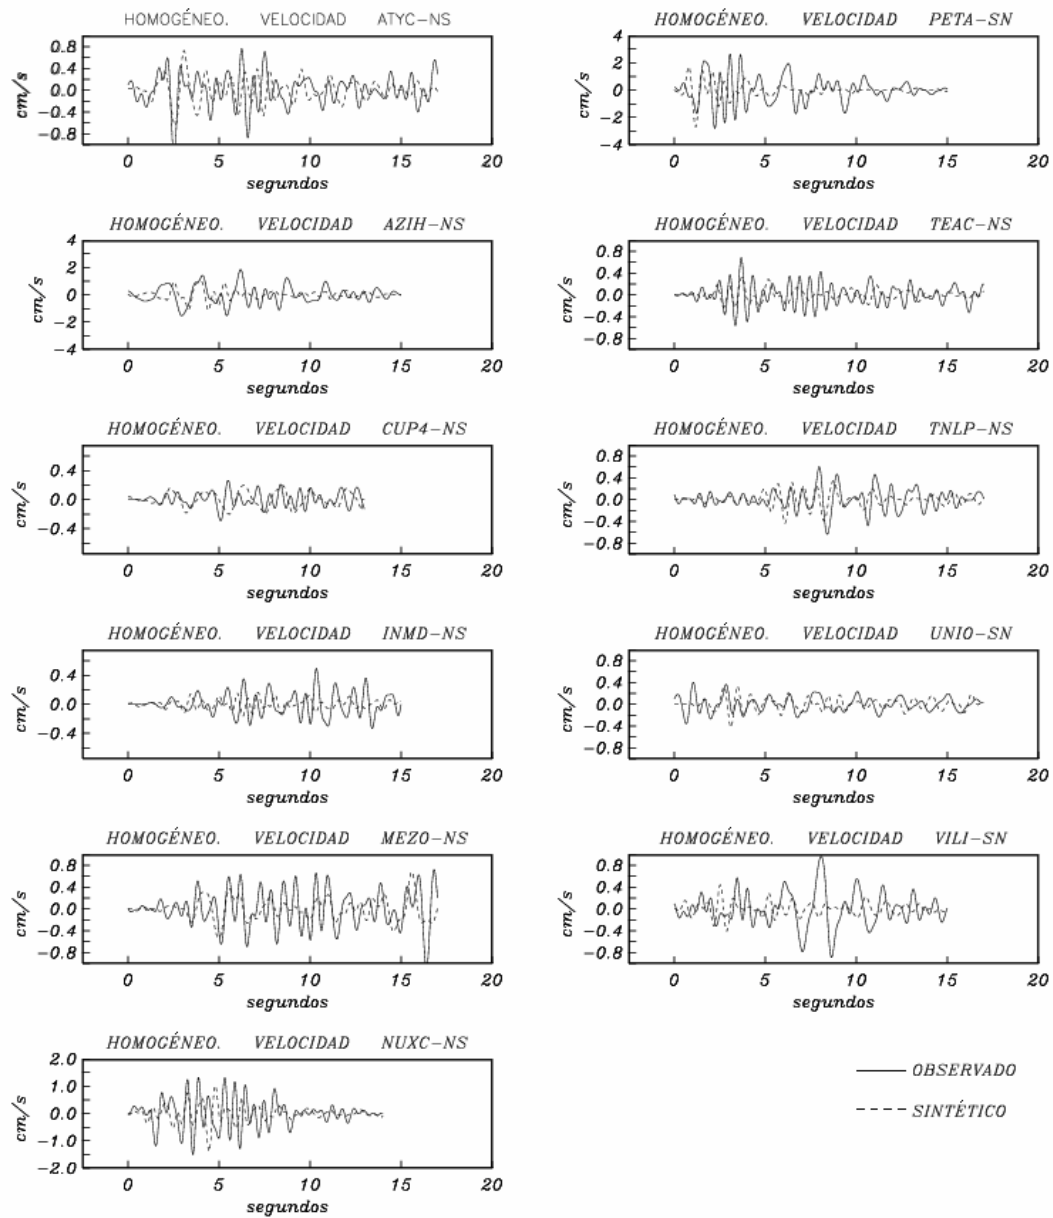 HOMOGÉNEO. VELOCIDAD ATYC-NS
0.8
0.4
0.0
-0.4
-0.8
cm/s
0 5 10 15 20
segundos
HOMOGÉNEO. VELOCIDAD PETA-SN
4
2
0
-2
-4
cm/s
0 5 10 15 20
segundos
HOMOGÉNEO. VELOCIDAD AZIH-NS
4
2
0
-2
-4
cm/s
0 5 10 15 20
segundos
HOMOGÉNEO. VELOCIDAD TEAC-NS
0.8
0.4
0.0
-0.4
-0.8
cm/s
0 5 10 15 20
segundos
HOMOGÉNEO. VELOCIDAD CUP4-NS
0.4
0.0
-0.4
cm/s
0 5 10 15 20
segundos
HOMOGÉNEO. VELOCIDAD TNLP-NS
0.8
0.4
0.0
-0.4
-0.8
cm/s
0 5 10 15 20
segundos
HOMOGÉNEO. VELOCIDAD INMD-NS
0.4
0.0
-0.4
cm/s
0 5 10 15 20
segundos
HOMOGÉNEO. VELOCIDAD UNIO-SN
0.8
0.4
0.0
-0.4
-0.8
cm/s
0 5 10 15 20
segundos
HOMOGÉNEO. VELOCIDAD MEZO-NS
0.8
0.4
0.0
-0.4
-0.8
cm/s
0 5 10 15 20
segundos
HOMOGÉNEO. VELOCIDAD VILI-SN
0.8
0.4
0.0
-0.4
-0.8
cm/s
0 5 10 15 20
segundos
HOMOGÉNEO. VELOCIDAD NUXC-NS
2.0
1.0
0.0
-1.0
-2.0
cm/s
0 5 10 15 20
segundos
OBSERVADO
SINTÉTICO